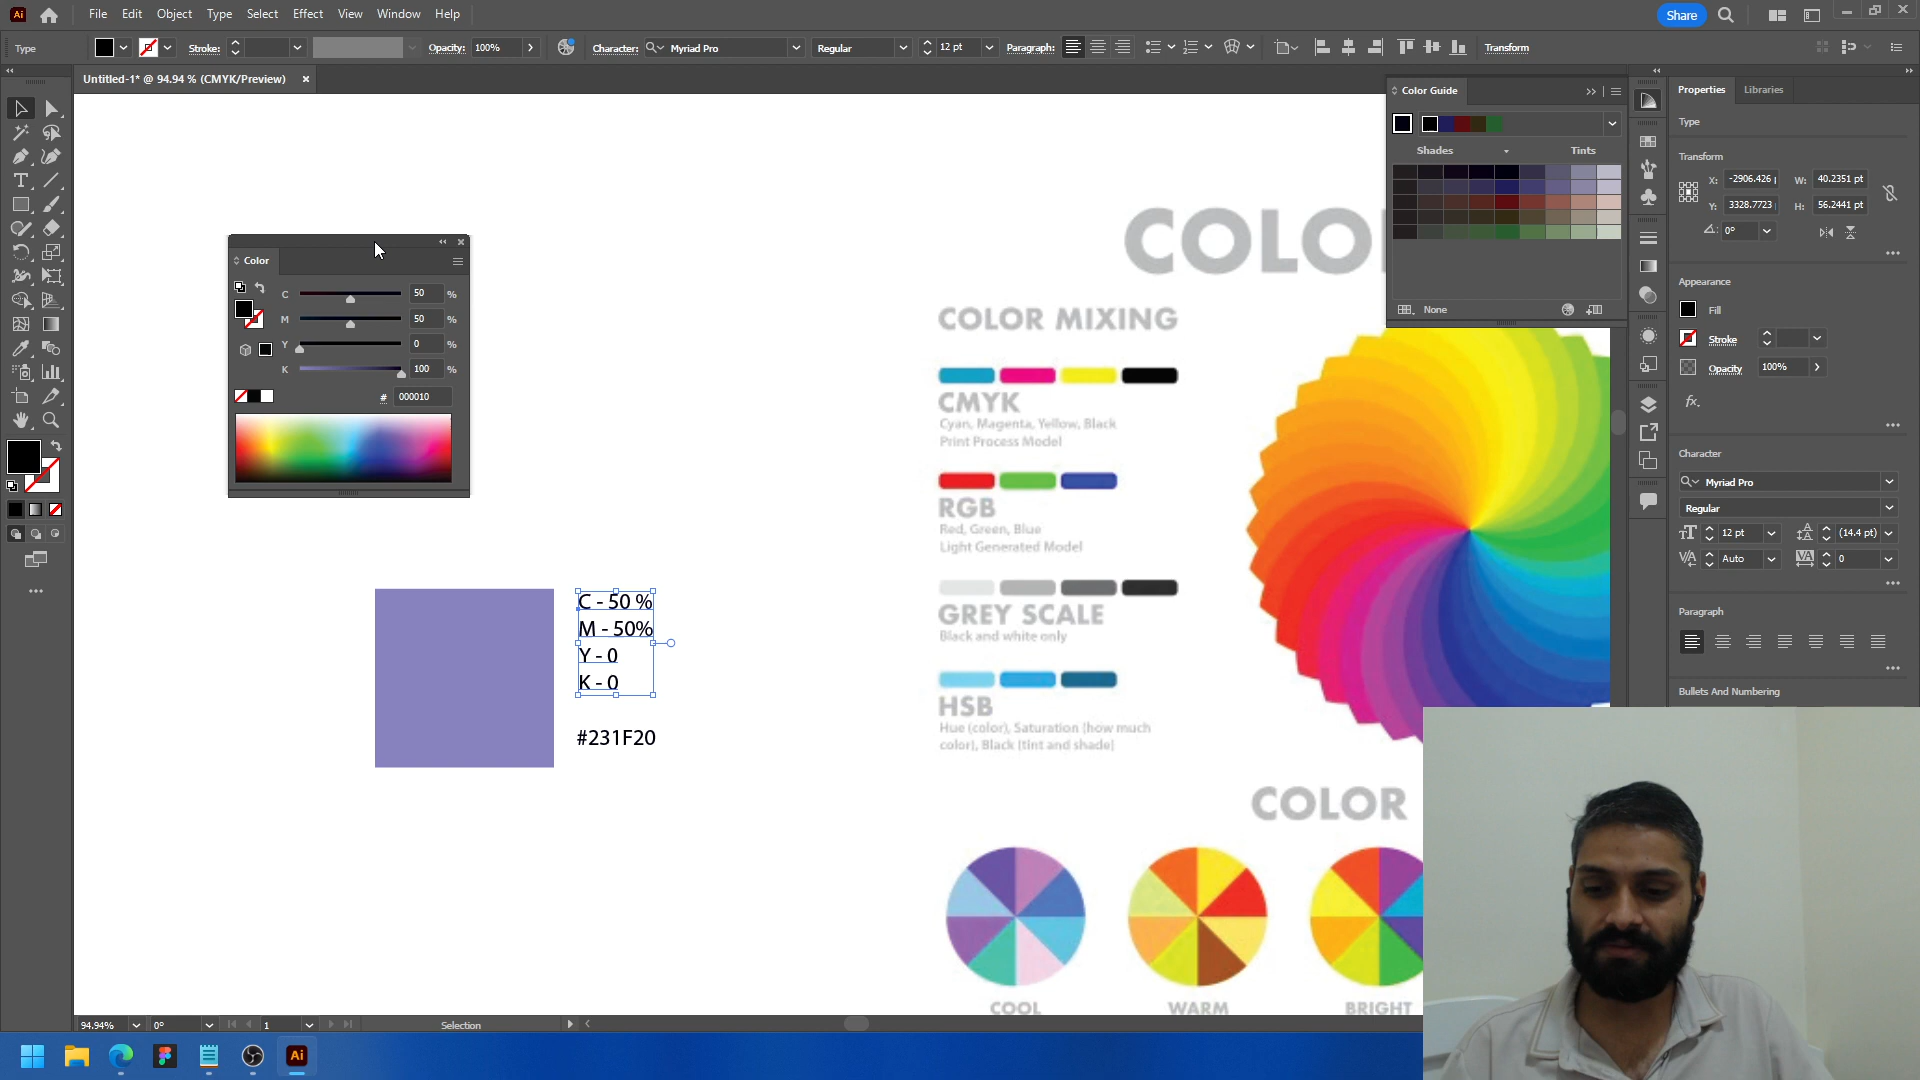 Ai
File Edit Object Type Select Effect View Window Help
Share
Type
Stroke:
Opacity: 100%
Character: Myriad Pro
Regular
12 pt
Paragraph:
Transform
Untitled-1* @ 94.94 % (CMYK/Preview) ×
Color
C 50 %
M 50 %
Y 0 %
K 100 %
# 000010
C - 50 %
M - 50%
Y - 0
K - 0
#231F20
COLOR
COLOR MIXING
CMYK
Cyan, Magenta, Yellow, Black
Print Process Model
RGB
Red, Green, Blue
Light Generated Model
GREY SCALE
Black and white only
HSB
Hue (color), Saturation (how much
color), Black (tint and shade)
COLOR
COOL
WARM
BRIGHT
Color Guide
Shades
Tints
None
Properties
Libraries
Type
Transform
X: -2906.426
W: 40.2351 pt
Y: 3328.7723
H: 56.2441 pt
0°
Appearance
Fill
Stroke
Opacity 100%
fx.
Character
Myriad Pro
Regular
12 pt
(14.4 pt)
Auto
0
Paragraph
Bullets And Numbering
94.94%
0°
1
Selection
Ai